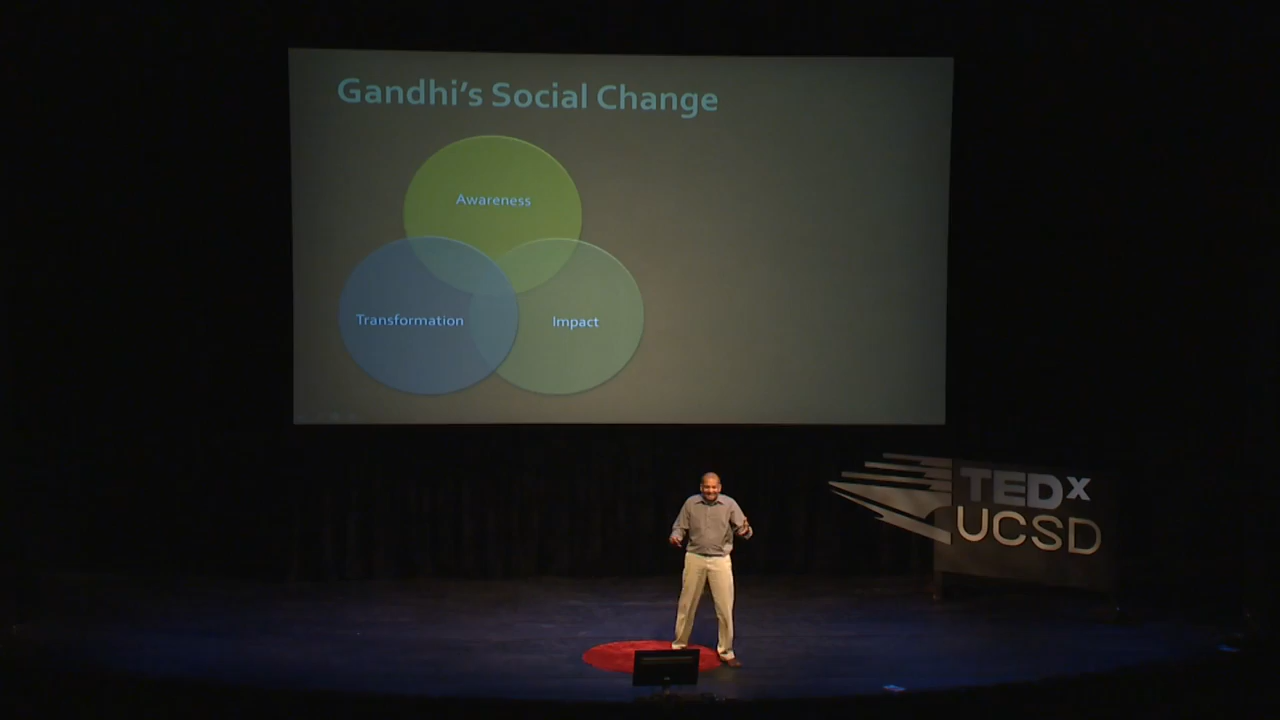 Gandhi's Social Change
Awareness
Transformation
Impact
TEDx
UCSD